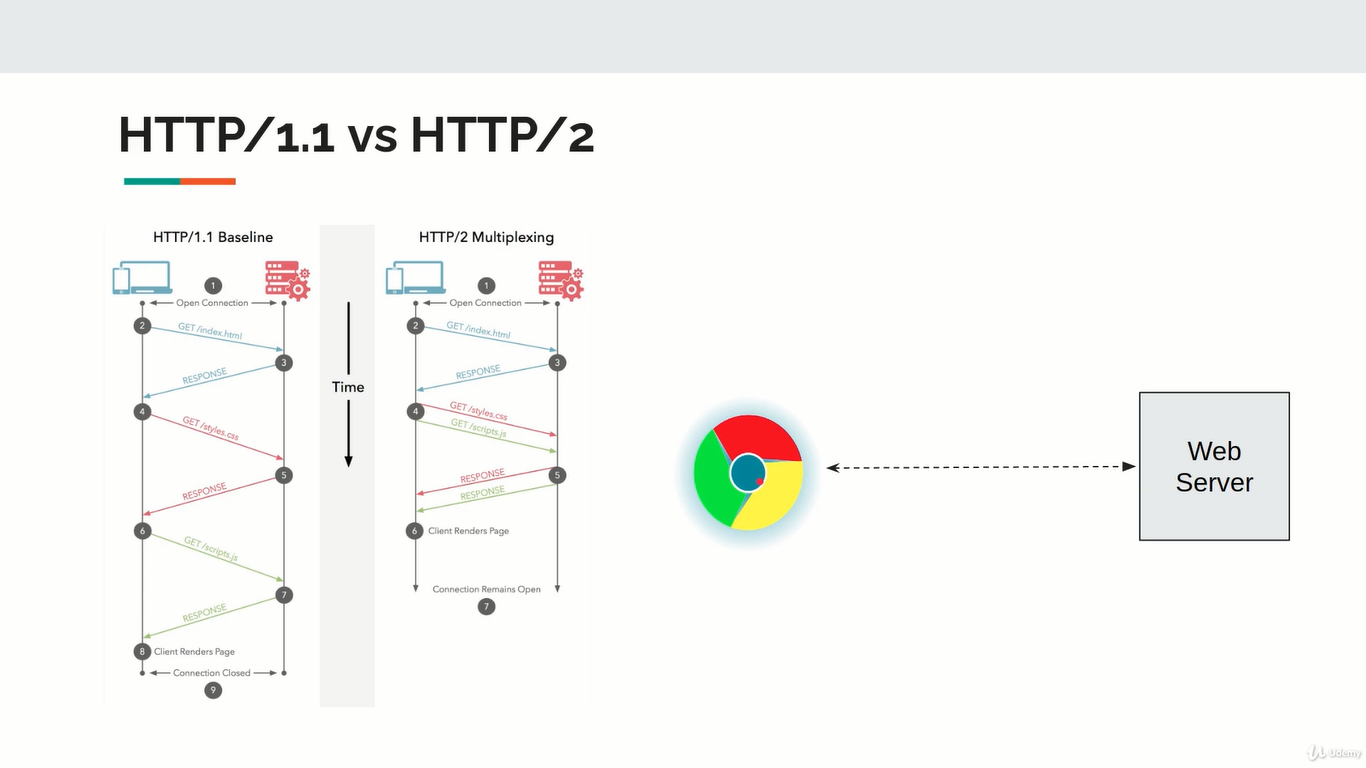 HTTP/1.1 vs HTTP/2
HTTP/1.1 Baseline
1
Open Connection
2
GET /index.html
3
RESPONSE
4
GET /styles.css
5
RESPONSE
6
GET /scripts.js
7
RESPONSE
8 Client Renders Page
Connection Closed
9
Time
HTTP/2 Multiplexing
1
Open Connection
2
GET /index.html
3
RESPONSE
4
GET /styles.css
GET /scripts.js
5
RESPONSE
RESPONSE
6 Client Renders Page
Connection Remains Open
7
Web
Server
Udemy